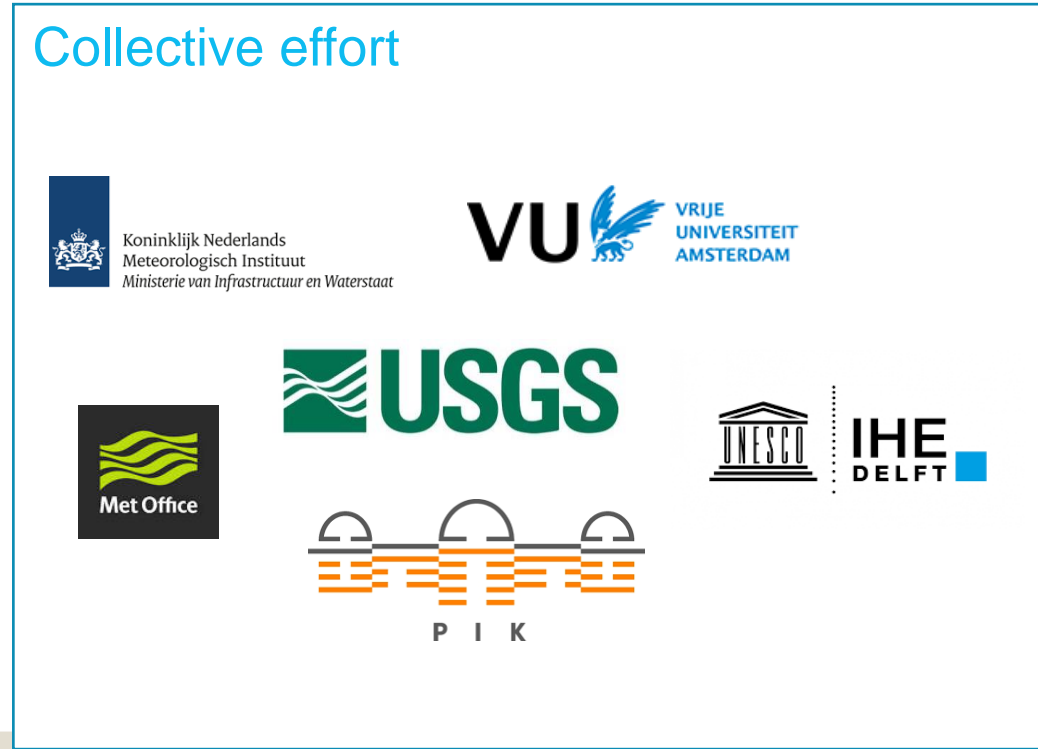 Collective effort
Koninklijk Nederlands
Meteorologisch Instituut
Ministerie van Infrastructuur en Waterstaat
VU
VRIJE
UNIVERSITEIT
AMSTERDAM
USGS
Met Office
UNESCO
IHE
DELFT
P I K